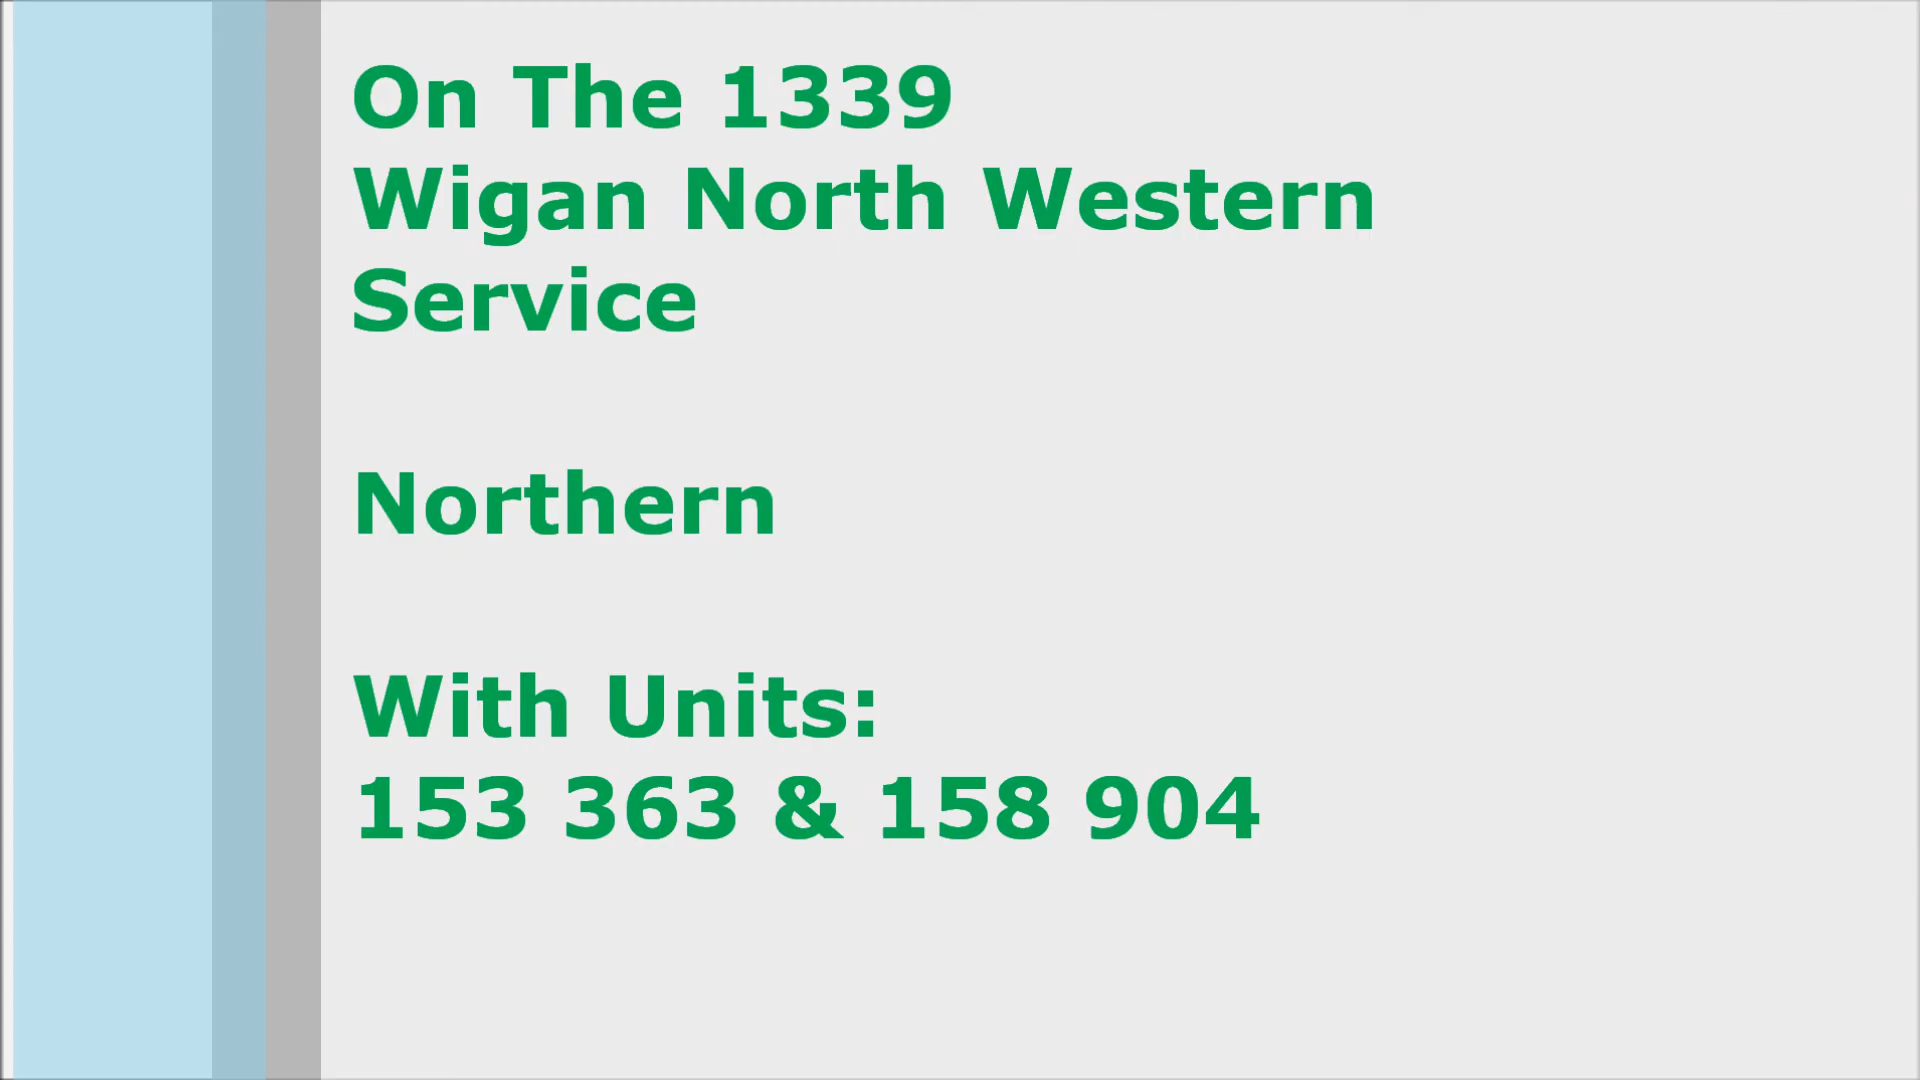 On The 1339
Wigan North Western
Service
Northern
With Units:
153 363 & 158 904